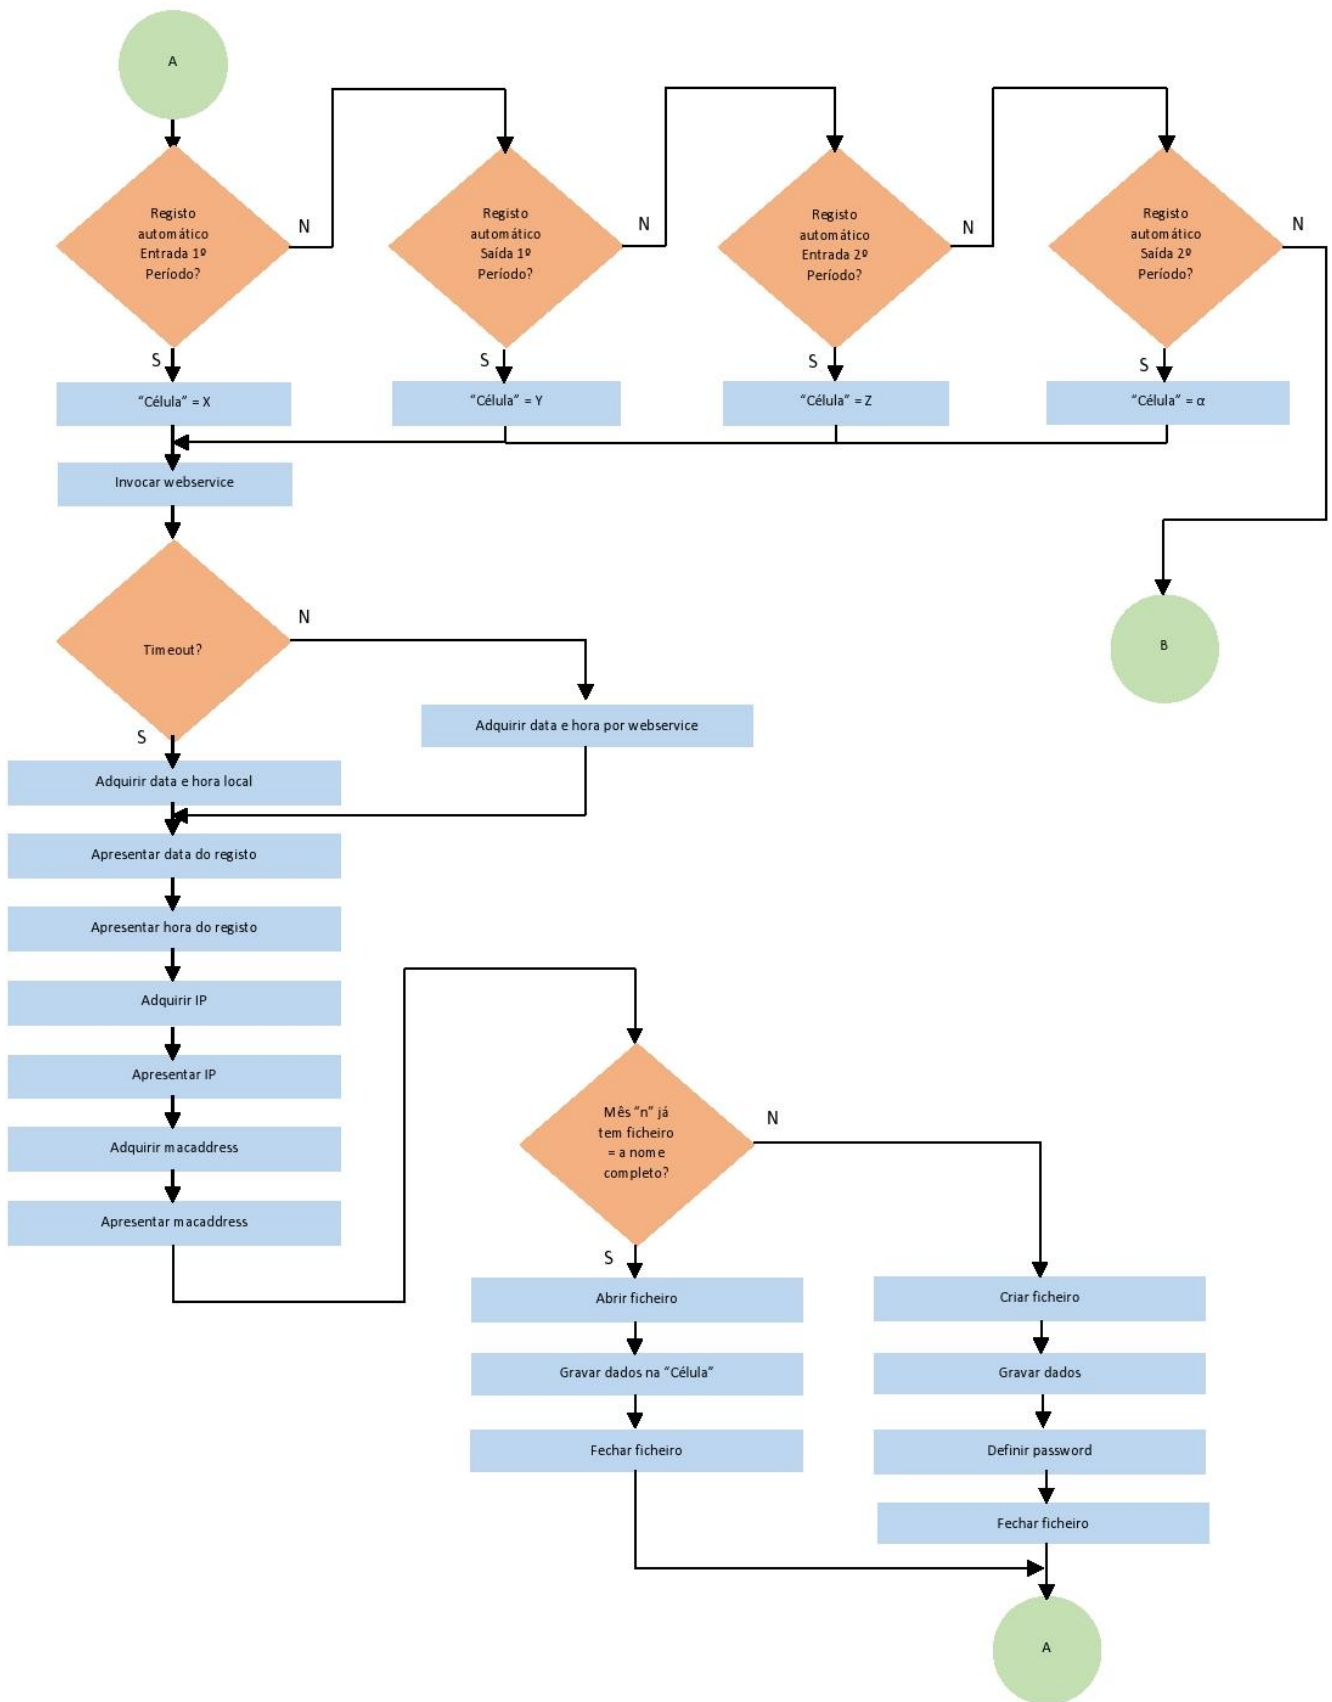 A
Registo
automático
Entrada 1º
Período?
N
Registo
automático
Saída 1º
Período?
N
Registo
automático
Entrada 2º
Período?
N
Registo
automático
Saída 2º
Período?
N
S
S
S
S
"Célula" = X
"Célula" = Y
"Célula" = Z
"Célula" = α
Invocar webservice
Timeout?
N
S
B
Adquirir data e hora por webservice
Adquirir data e hora local
Apresentar data do registo
Apresentar hora do registo
Adquirir IP
Apresentar IP
Adquirir macaddress
Apresentar macaddress
Mês "n" já
tem ficheiro
= a nome
completo?
N
S
Abrir ficheiro
Gravar dados na "Célula"
Fechar ficheiro
Criar ficheiro
Gravar dados
Definir password
Fechar ficheiro
A